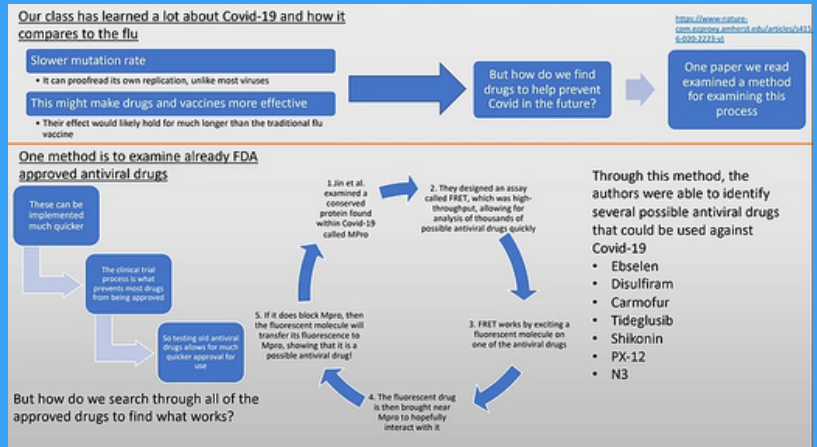 Our class has learned a lot about Covid-19 and how it
compares to the flu
Slower mutation rate
• It can proofread its own replication, unlike most viruses
This might make drugs and vaccines more effective
• Their effect would likely hold for much longer than the traditional flu
vaccine
But how do we find
drugs to help prevent
Covid in the future?
https://www-nature-
com.ezproxy.amherst.edu/articles/s415
6-020-2223-y)
One paper we read
examined a method
for examining this
process
One method is to examine already FDA
approved antiviral drugs
These can be
implemented
much quicker
The clinical trial
process is what
prevents most drugs
from being approved
So testing old antiviral
drugs allows for much
quicker approval for
use
But how do we search through all of the
approved drugs to find what works?
1.Jin et al.
examined a
conserved
protein found
within Covid-19
called MPro
2. They designed an assay
called FRET, which was high-
throughput, allowing for
analysis of thousands of
possible antiviral drugs quickly
3. FRET works by exciting a
fluorescent molecule on
one of the antiviral drugs
4. The fluorescent drug
is then brought near
Mpro to hopefully
interact with it
5. If it does block Mpro, then
the fluorescent molecule will
transfer its fluorescence to
Mpro, showing that it is a
possible antiviral drug!
Through this method, the
authors were able to identify
several possible antiviral drugs
that could be used against
Covid-19
• Ebselen
• Disulfiram
• Carmofur
• Tideglusib
• Shikonin
• PX-12
• N3